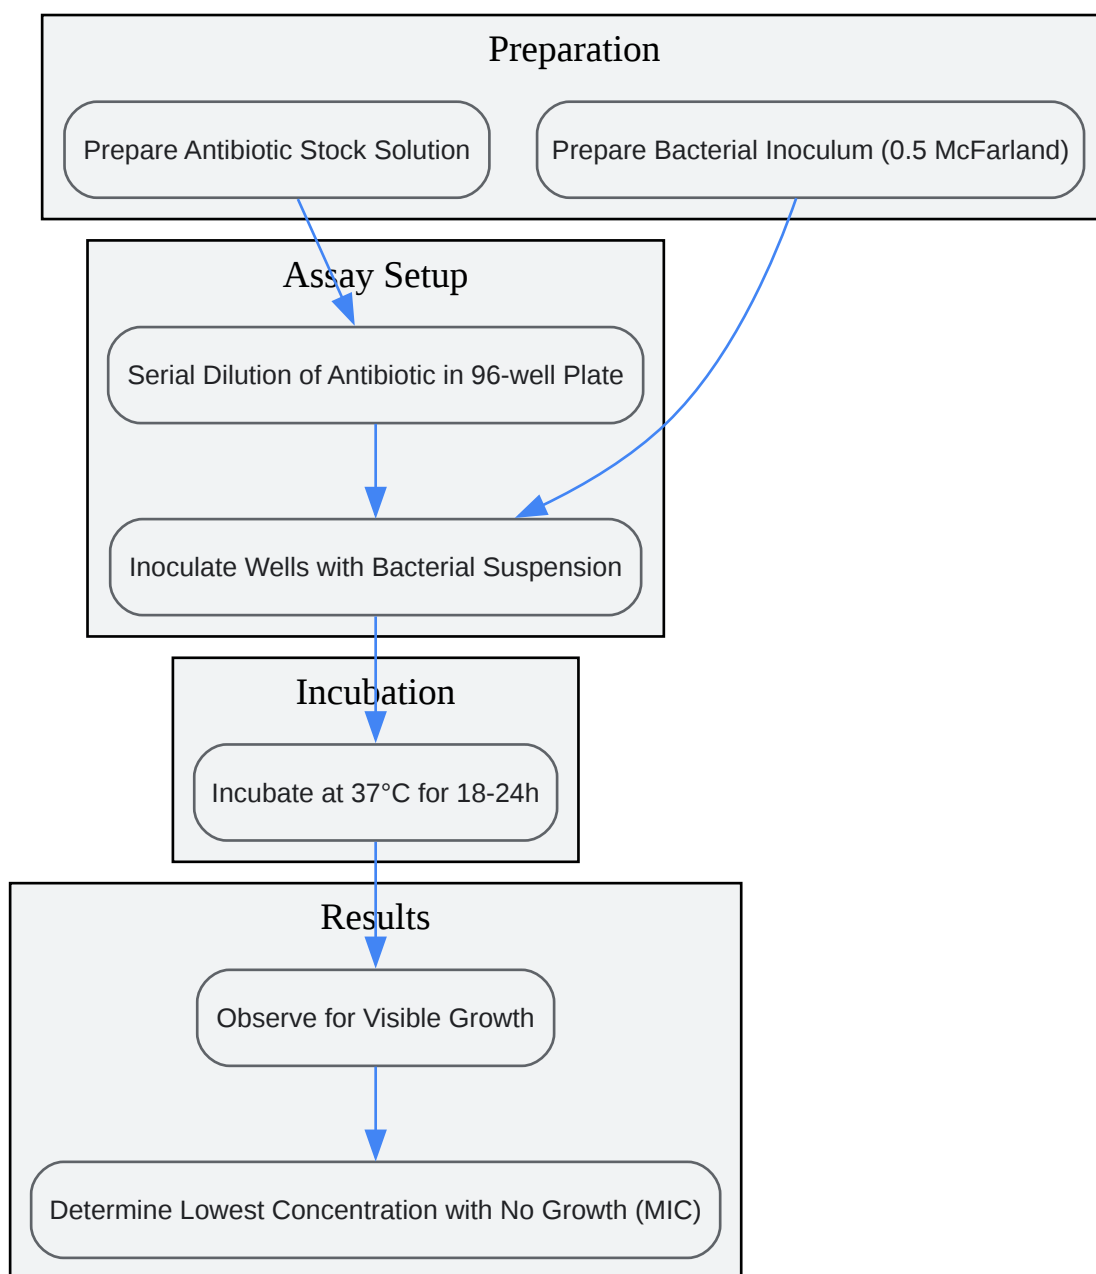 Preparation
Prepare Antibiotic Stock Solution
Prepare Bacterial Inoculum (0.5 McFarland)
Assay Setup
Serial Dilution of Antibiotic in 96-well Plate
Inoculate Wells with Bacterial Suspension
Incubation
Incubate at 37°C for 18-24h
Results
Observe for Visible Growth
Determine Lowest Concentration with No Growth (MIC)